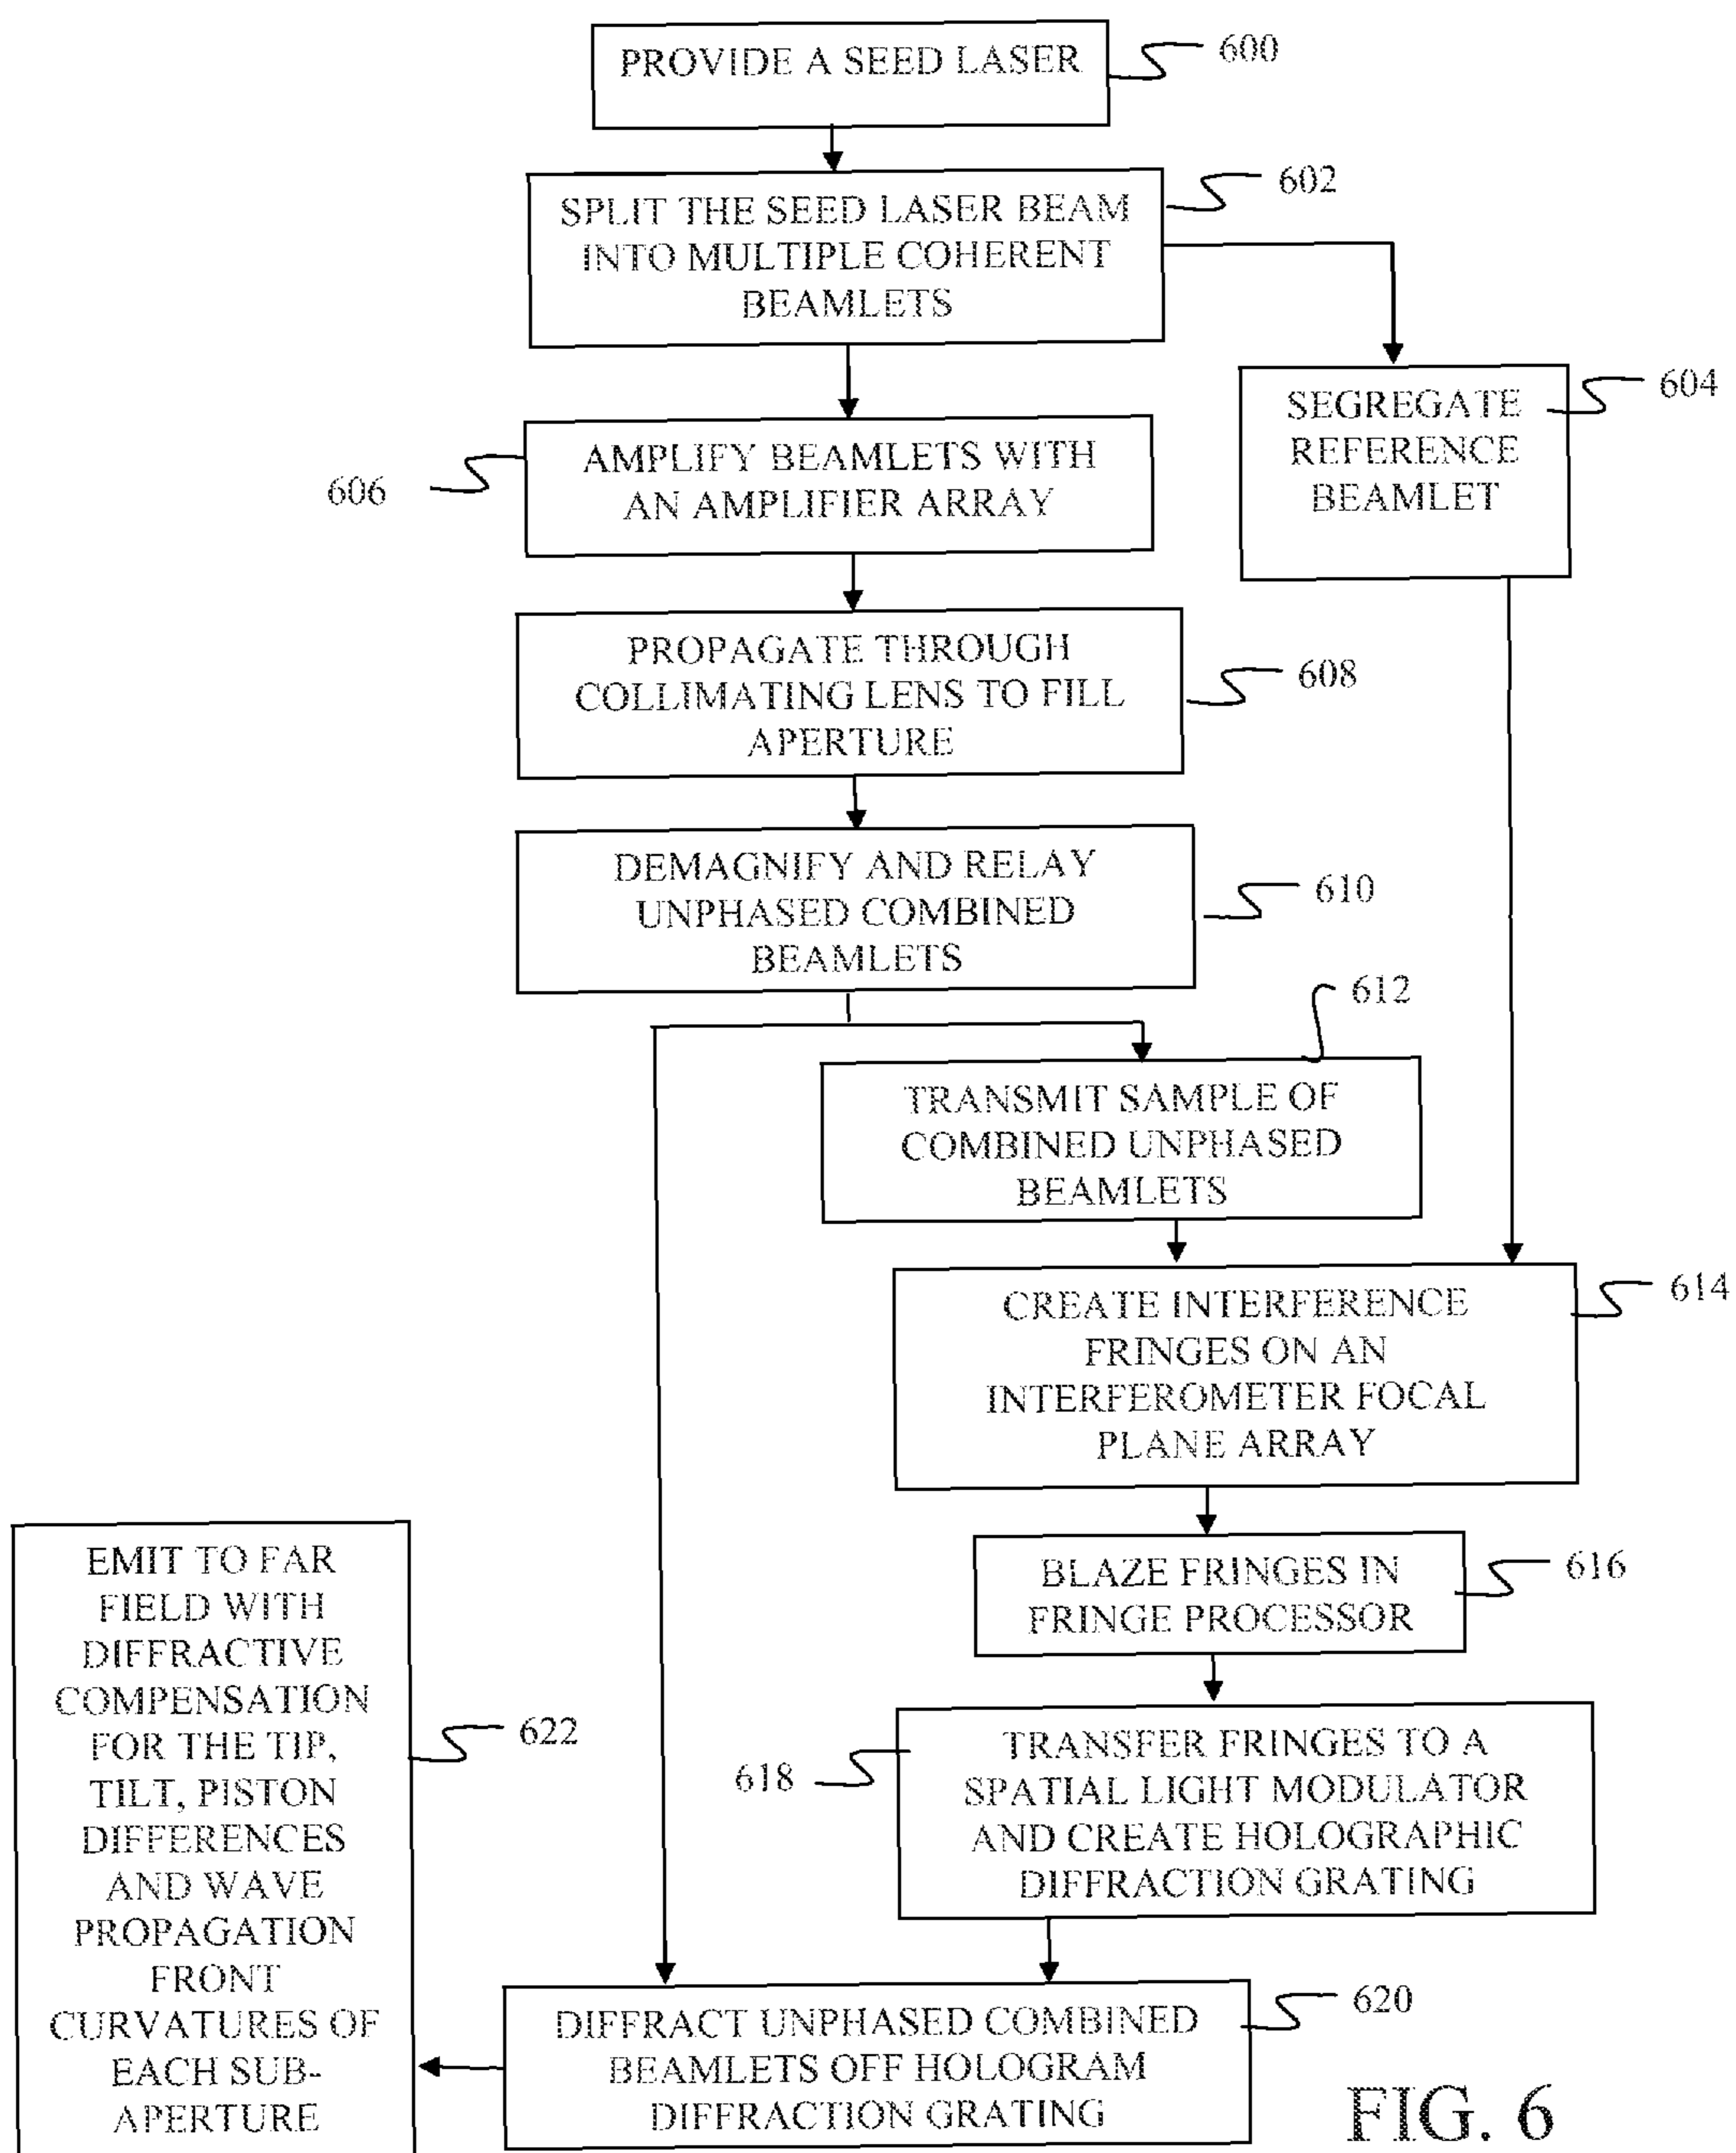 PROVIDE A SEED LASER
600
SPLIT THE SEED LASER BEAM
INTO MULTIPLE COHERENT
BEAMLETS
602
SEGREGATE
REFERENCE
BEAMLET
604
AMPLIFY BEAMLETS WITH
AN AMPLIFIER ARRAY
606
PROPAGATE THROUGH
COLLIMATING LENS TO FILL
APERTURE
608
DEMAGNIFY AND RELAY
UNPHASED COMBINED
BEAMLETS
610
612
TRANSMIT SAMPLE OF
COMBINED UNPHASED
BEAMLETS
CREATE INTERFERENCE
FRINGES ON AN
INTERFEROMETER FOCAL
PLANE ARRAY
614
BLAZE FRINGES IN
FRINGE PROCESSOR
616
TRANSFER FRINGES TO A
SPATIAL LIGHT MODULATOR
AND CREATE HOLOGRAPHIC
DIFFRACTION GRATING
618
DIFFRACT UNPHASED COMBINED
BEAMLETS OFF HOLOGRAM
DIFFRACTION GRATING
620
EMIT TO FAR
FIELD WITH
DIFFRACTIVE
COMPENSATION
FOR THE TIP,
TILT, PISTON
DIFFERENCES
AND WAVE
PROPAGATION
FRONT
CURVATURES OF
EACH SUB-
APERTURE
622
FIG. 6